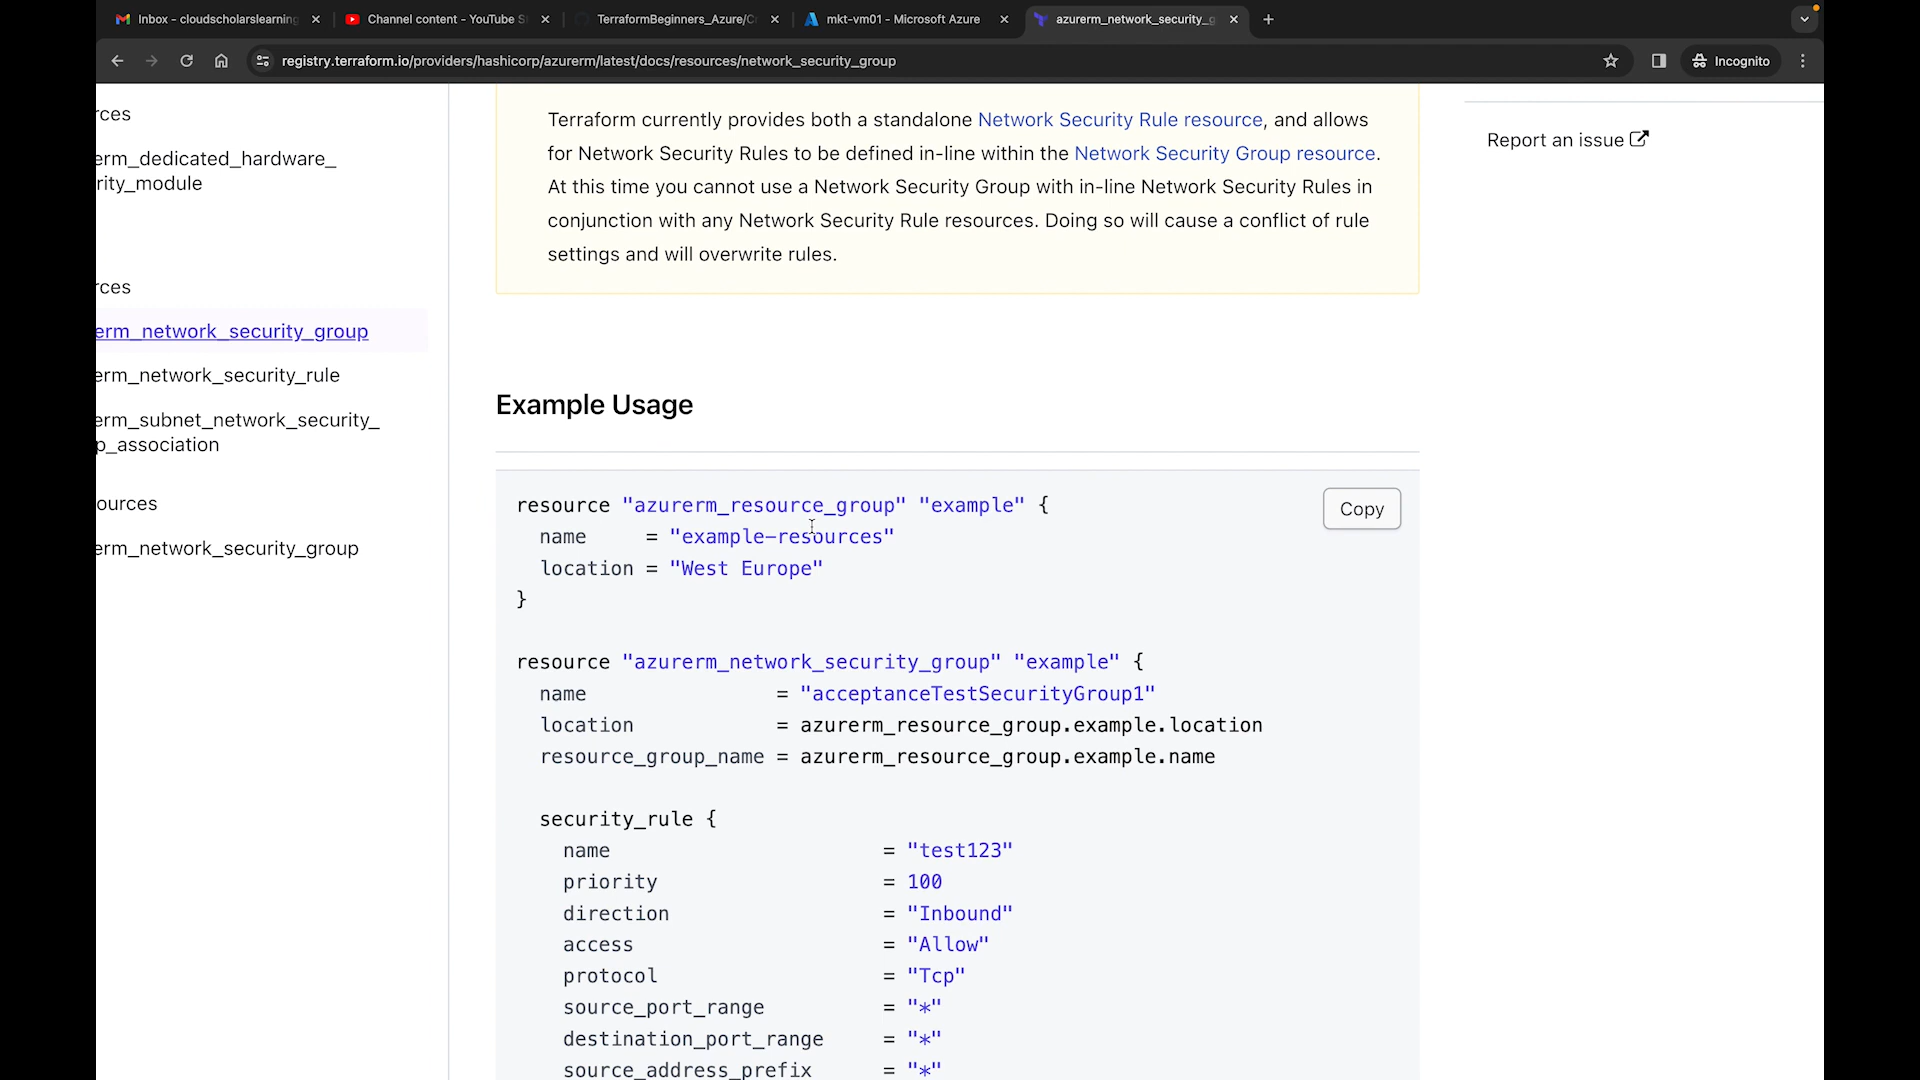 Inbox - cloudscholarslearning
Channel content - YouTube S
TerraformBeginners_Azure/C
mkt-vm01 - Microsoft Azure
azurerm_network_security_g
registry.terraform.io/providers/hashicorp/azurerm/latest/docs/resources/network_security_group
Incognito
rces
erm_dedicated_hardware_
rity_module
rces
erm_network_security_group
erm_network_security_rule
erm_subnet_network_security_
p_association
ources
erm_network_security_group
Terraform currently provides both a standalone Network Security Rule resource, and allows
for Network Security Rules to be defined in-line within the Network Security Group resource.
At this time you cannot use a Network Security Group with in-line Network Security Rules in
conjunction with any Network Security Rule resources. Doing so will cause a conflict of rule
settings and will overwrite rules.
Report an issue
Example Usage
Copy
resource "azurerm_resource_group" "example" {
  name     = "example-resources"
  location = "West Europe"
}
resource "azurerm_network_security_group" "example" {
  name                = "acceptanceTestSecurityGroup1"
  location            = azurerm_resource_group.example.location
  resource_group_name = azurerm_resource_group.example.name
  security_rule {
    name                       = "test123"
    priority                   = 100
    direction                  = "Inbound"
    access                     = "Allow"
    protocol                   = "Tcp"
    source_port_range          = "*"
    destination_port_range     = "*"
    source_address_prefix      = "*"